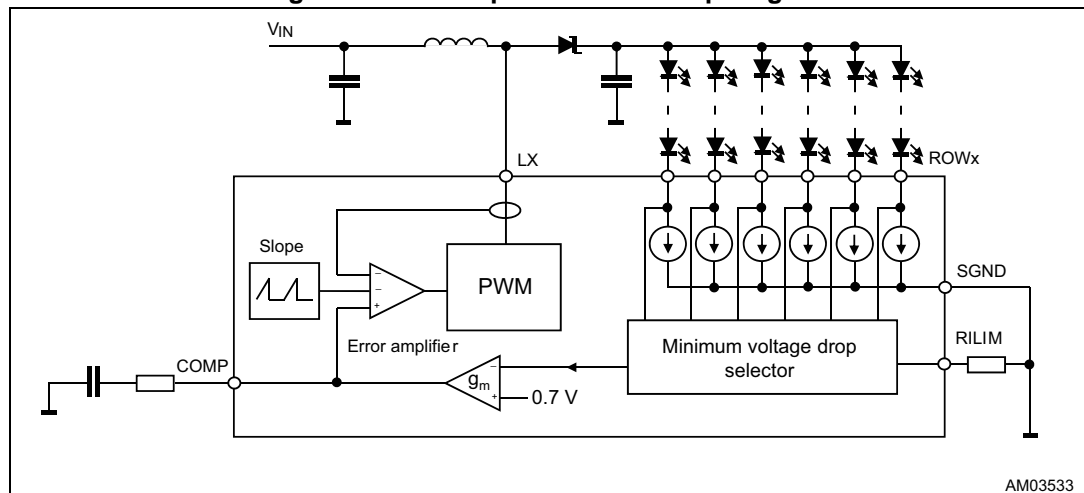 VIN
LX
ROWx
Slope
–
–
+
PWM
SGND
Error amplifier
Minimum voltage drop
selector
RILIM
COMP
gm
–
+
0.7 V
AM03533